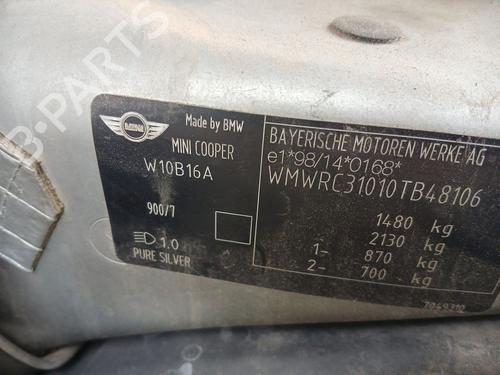 B-PARTS
MINI
Made by BMW
MINI COOPER
W10B16A
900/7
1.0
PURE SILVER
BAYERISCHE MOTOREN WERKE AG
e1*98/14*0168*
WMWRC31010TB48106
1480 kg
2130 kg
1- 870 kg
2- 700 kg
7049310